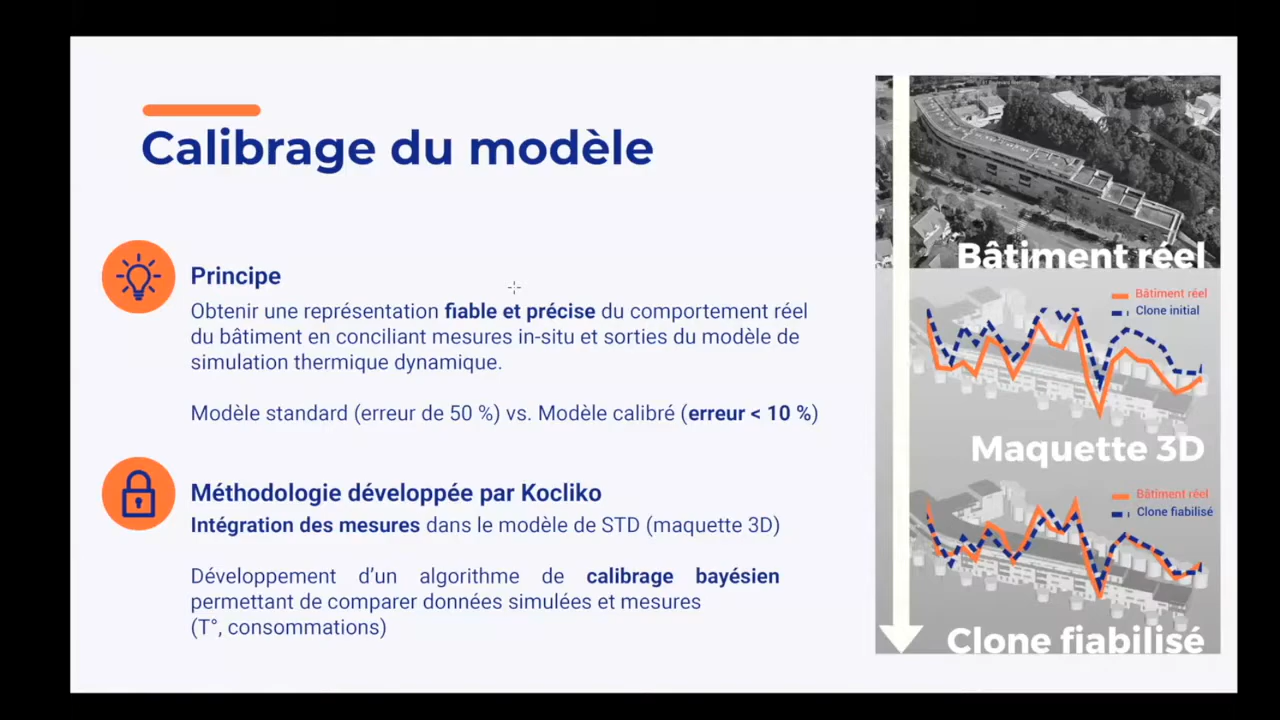 Calibrage du modèle
Principe
Obtenir une représentation fiable et précise du comportement réel
du bâtiment en conciliant mesures in-situ et sorties du modèle de
simulation thermique dynamique.
Modèle standard (erreur de 50 %) vs. Modèle calibré (erreur < 10 %)
Méthodologie développée par Kocliko
Intégration des mesures dans le modèle de STD (maquette 3D)
Développement d'un algorithme de calibrage bayésien
permettant de comparer données simulées et mesures
(T°, consommations)
Bâtiment réel
Bâtiment réel
Clone initial
Maquette 3D
Bâtiment réel
Clone fiabilisé
Clone fiabilisé